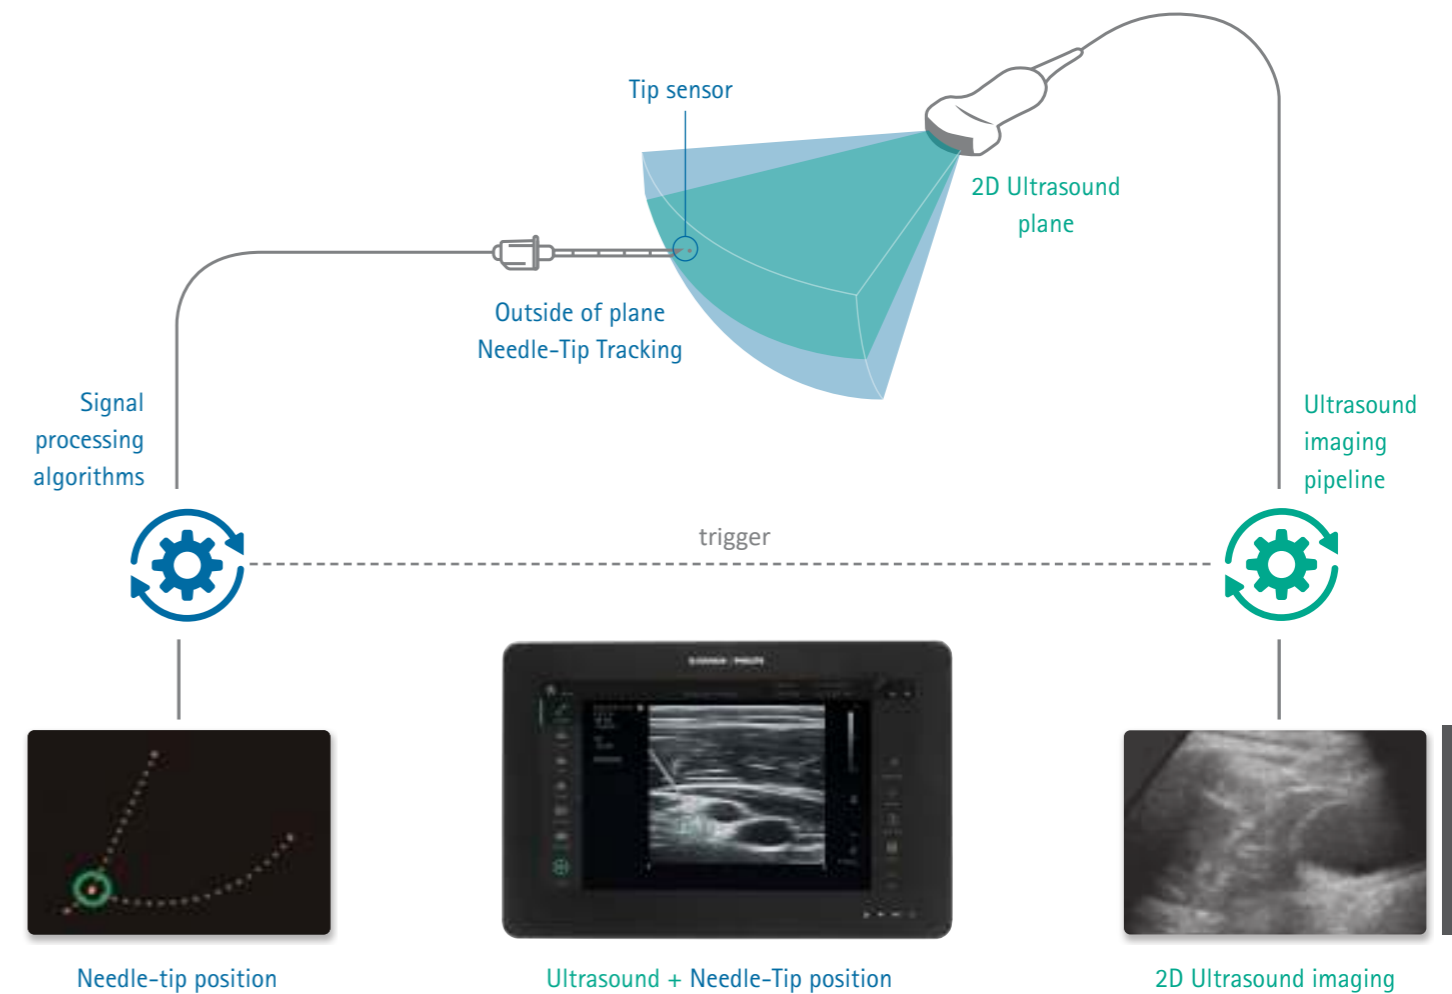 Tip sensor
2D Ultrasound
plane
Outside of plane
Needle-Tip Tracking
Signal
processing
algorithms
Ultrasound
imaging
pipeline
trigger
Needle-tip position
Ultrasound + Needle-Tip position
2D Ultrasound imaging